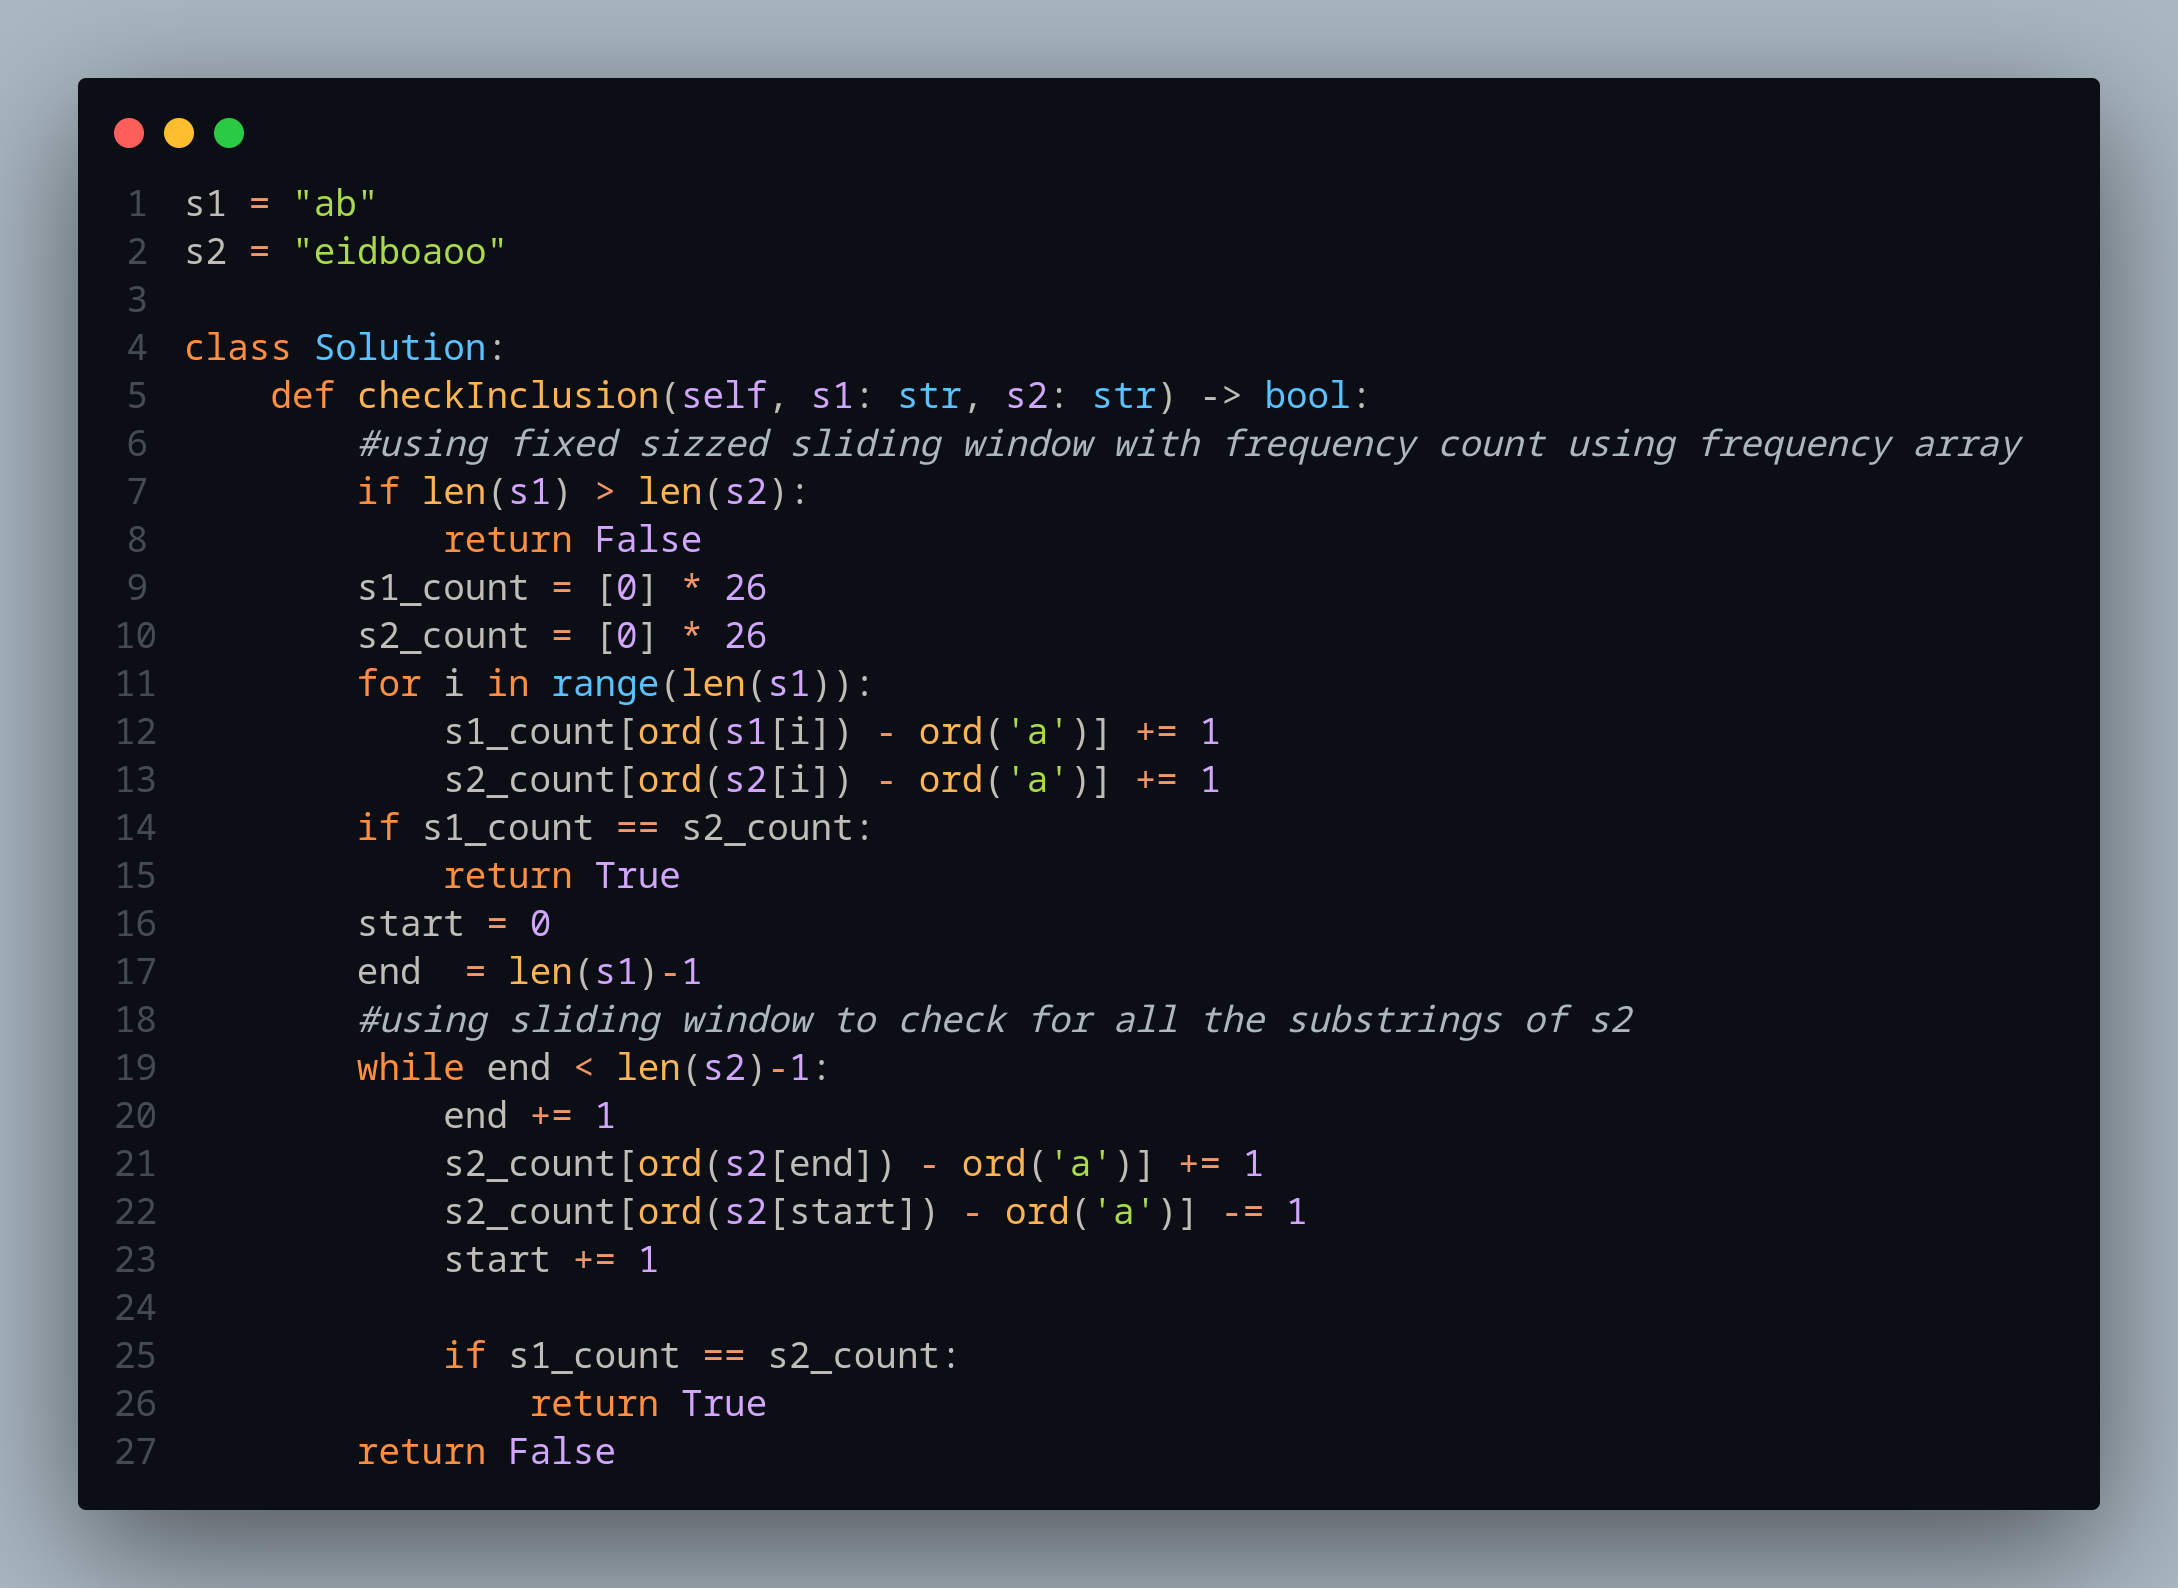 1 s1 = "ab"
2 s2 = "eidboaoo"
3
4 class Solution:
5     def checkInclusion(self, s1: str, s2: str) -> bool:
6         #using fixed sizzed sliding window with frequency count using frequency array
7         if len(s1) > len(s2):
8             return False
9         s1_count = [0] * 26
10         s2_count = [0] * 26
11         for i in range(len(s1)):
12             s1_count[ord(s1[i]) - ord('a')] += 1
13             s2_count[ord(s2[i]) - ord('a')] += 1
14         if s1_count == s2_count:
15             return True
16         start = 0
17         end  = len(s1)-1
18         #using sliding window to check for all the substrings of s2
19         while end < len(s2)-1:
20             end += 1
21             s2_count[ord(s2[end]) - ord('a')] += 1
22             s2_count[ord(s2[start]) - ord('a')] -= 1
23             start += 1
24
25             if s1_count == s2_count:
26                 return True
27         return False